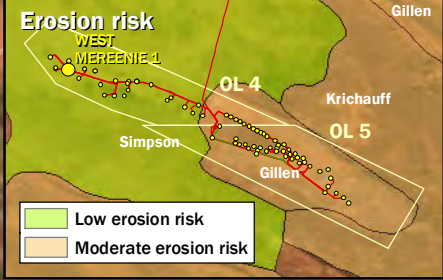 Gillen
Erosion risk
WEST
MEREENIE 1
OL 4
Krichauff
OL 5
Simpson
Gillen
Low erosion risk
Moderate erosion risk